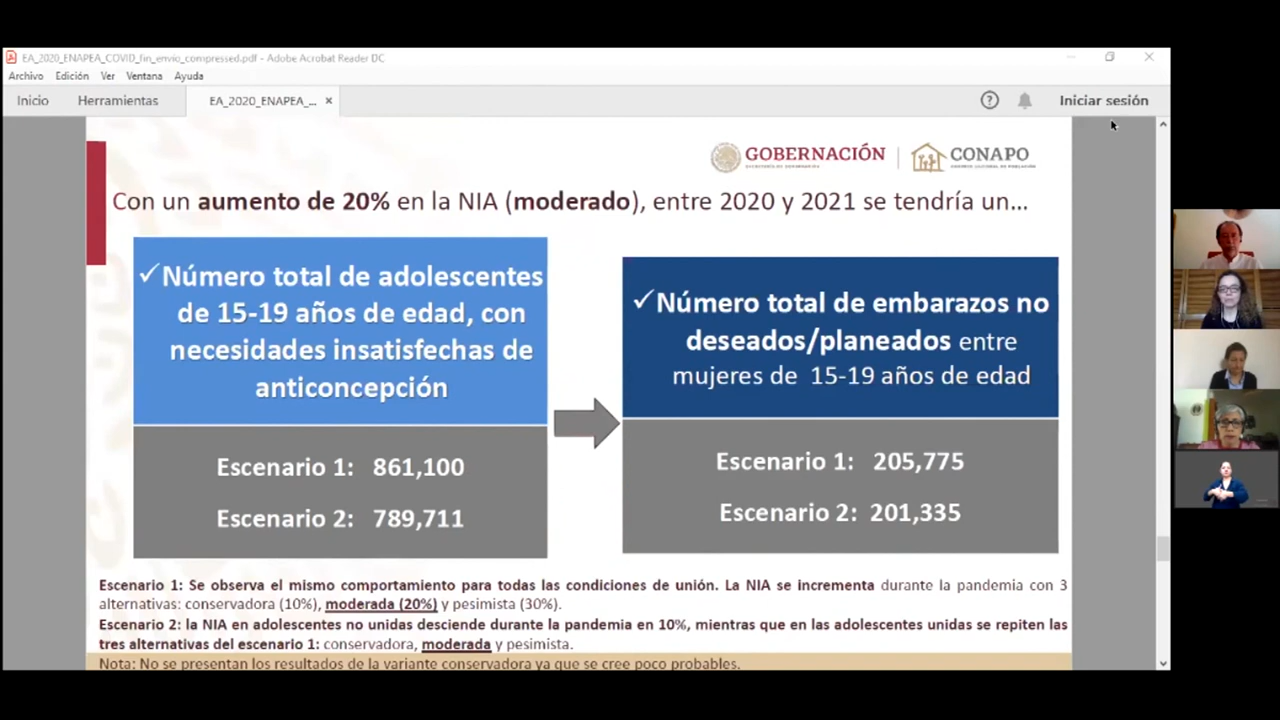 EA_2020_ENAPEA_COVID_fin_envio_compressed.pdf - Adobe Acrobat Reader DC
Archivo Edición Ver Ventana Ayuda
Inicio Herramientas EA_2020_ENAPEA_... × Iniciar sesión
GOBERNACIÓN CONAPO
SECRETARÍA DE GOBERNACIÓN CONSEJO NACIONAL DE POBLACIÓN
Con un aumento de 20% en la NIA (moderado), entre 2020 y 2021 se tendría un...
✓Número total de adolescentes
de 15-19 años de edad, con
necesidades insatisfechas de
anticoncepción
Escenario 1: 861,100
Escenario 2: 789,711
✓Número total de embarazos no
deseados/planeados entre
mujeres de 15-19 años de edad
Escenario 1: 205,775
Escenario 2: 201,335
Escenario 1: Se observa el mismo comportamiento para todas las condiciones de unión. La NIA se incrementa durante la pandemia con 3
alternativas: conservadora (10%), moderada (20%) y pesimista (30%).
Escenario 2: la NIA en adolescentes no unidas desciende durante la pandemia en 10%, mientras que en las adolescentes unidas se repiten las
tres alternativas del escenario 1: conservadora, moderada y pesimista.
Nota: No se presentan los resultados de la variante conservadora ya que se cree poco probables.